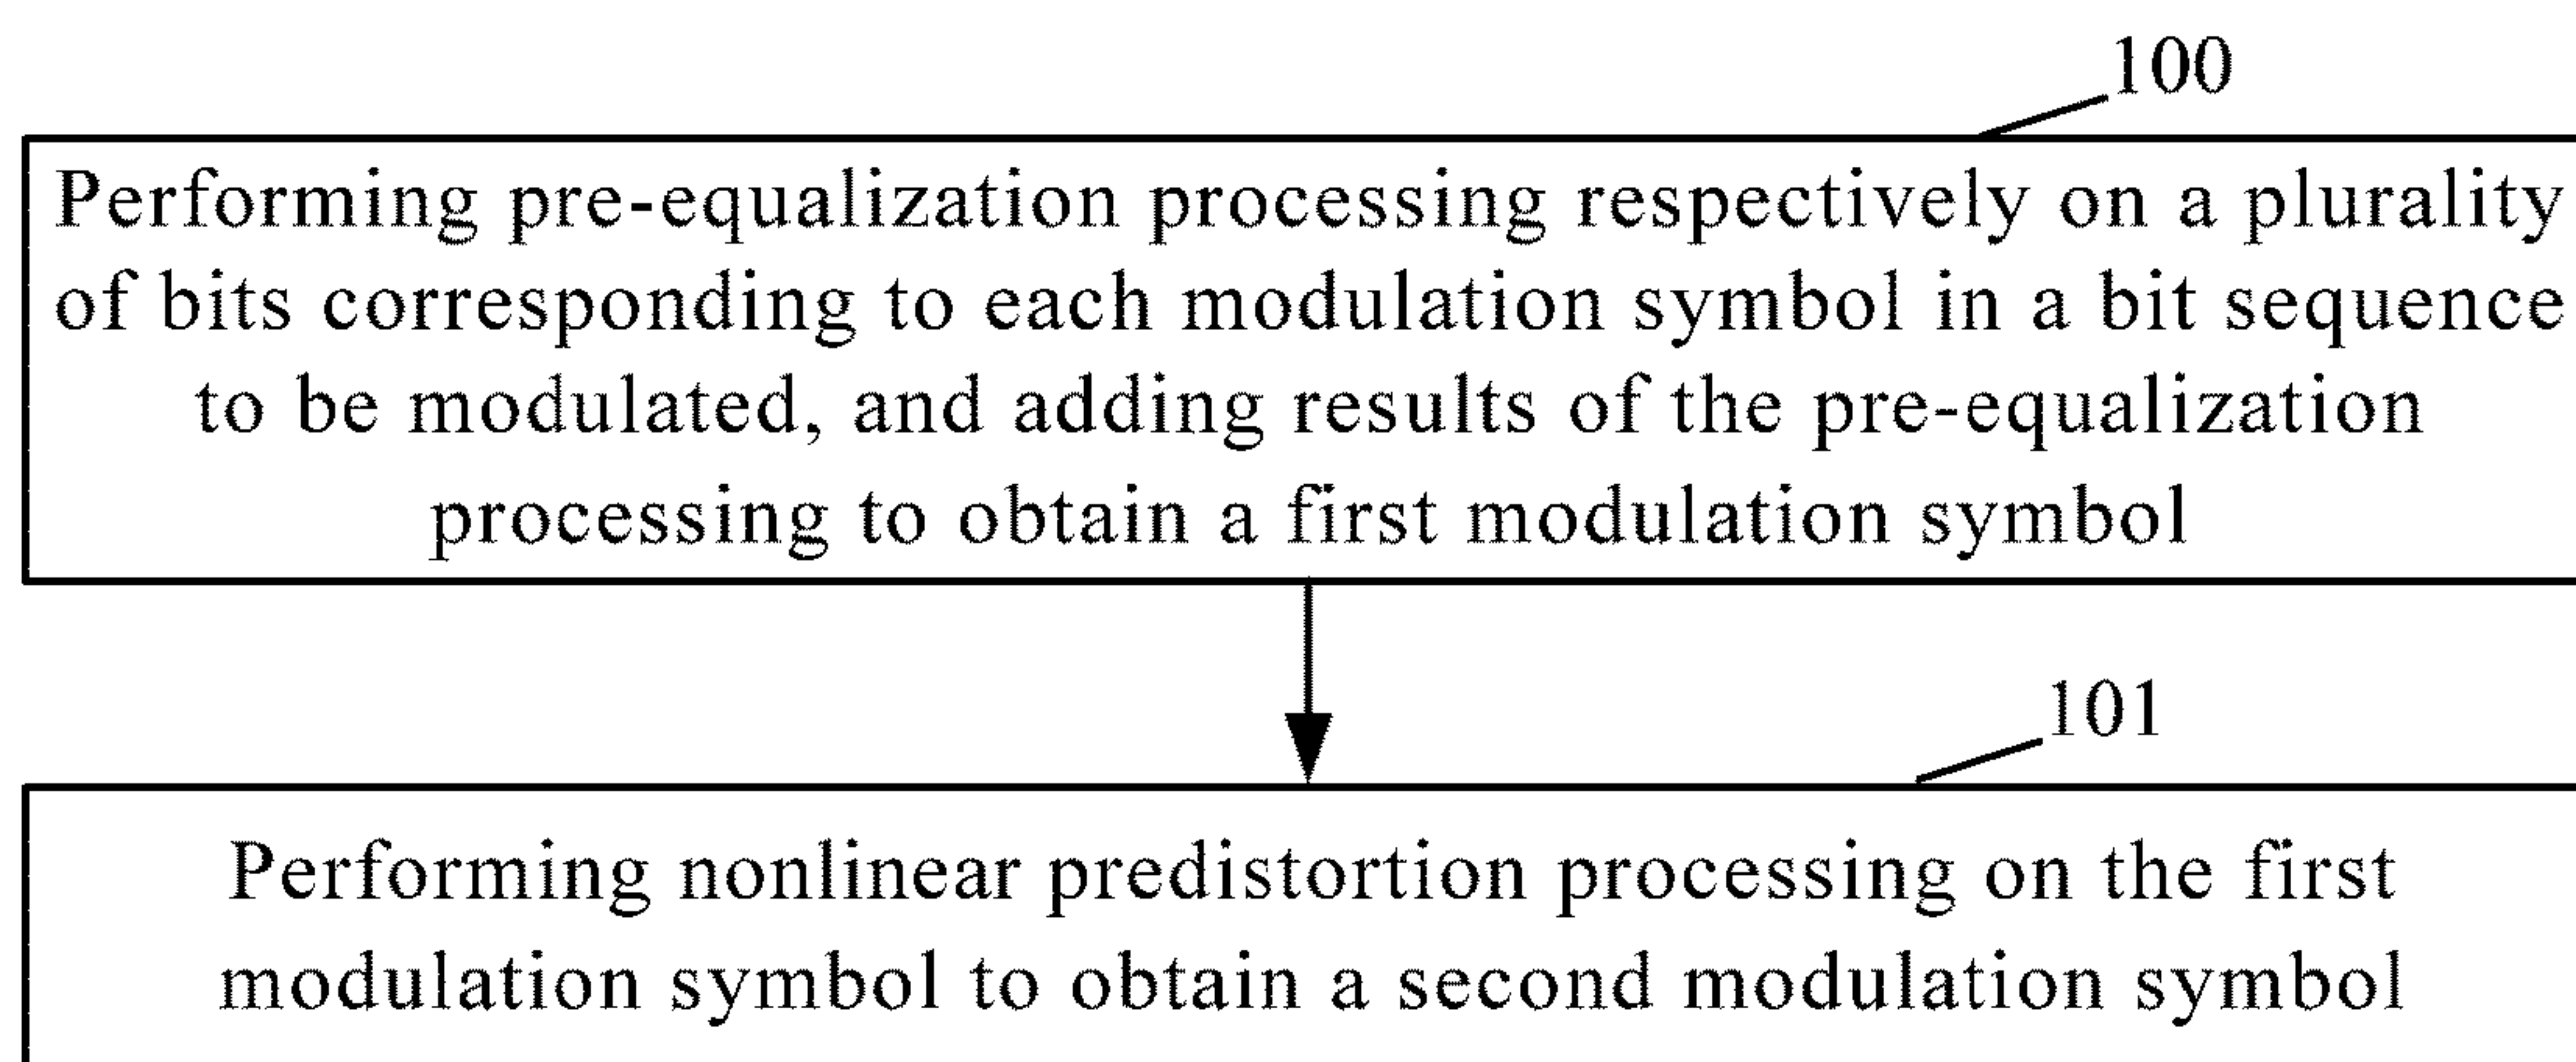 100
Performing pre-equalization processing respectively on a plurality
of bits corresponding to each modulation symbol in a bit sequence
to be modulated, and adding results of the pre-equalization
processing to obtain a first modulation symbol
101
Performing nonlinear predistortion processing on the first
modulation symbol to obtain a second modulation symbol